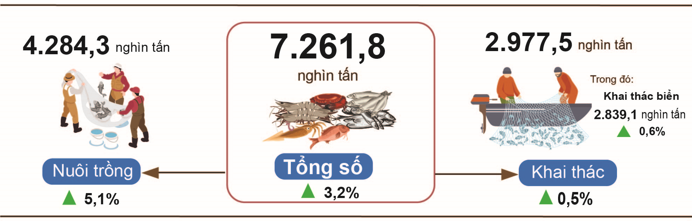 4.284,3 nghìn tấn
Nuôi trồng
5,1%
7.261,8
nghìn tấn
Tổng số
3,2%
2.977,5 nghìn tấn
Trong đó:
Khai thác biển
2.839,1 nghìn tấn
0,6%
Khai thác
0,5%